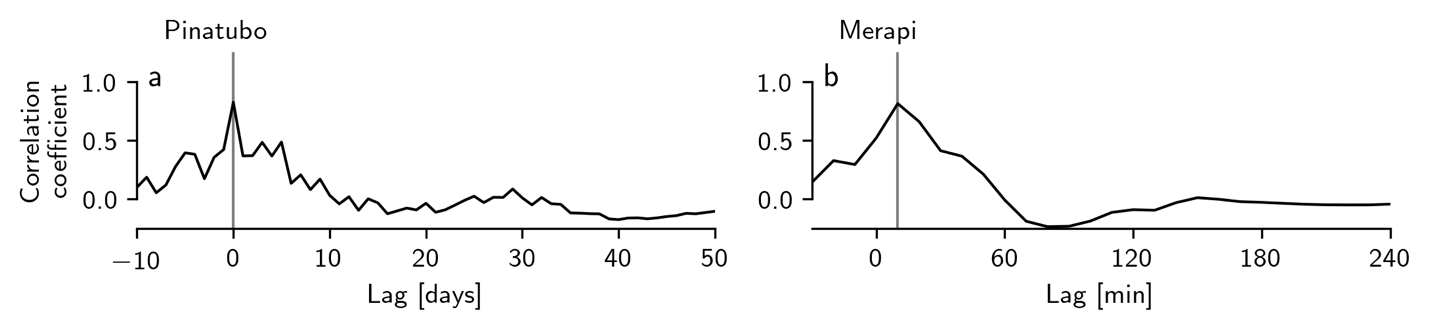 Pinatubo
a
Correlation
coefficient
1.0
0.5
0.0
−10 0 10 20 30 40 50
Lag [days]
Merapi
b
1.0
0.5
0.0
0 60 120 180 240
Lag [min]